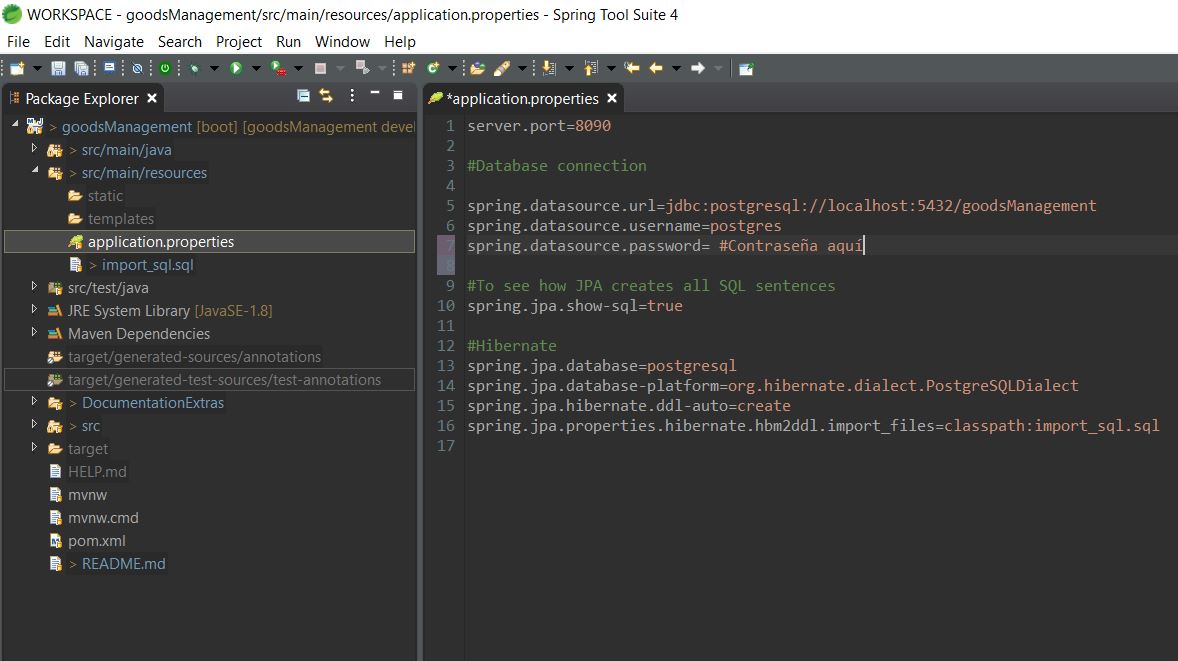 WORKSPACE - goodsManagement/src/main/resources/application.properties - Spring Tool Suite 4
File Edit Navigate Search Project Run Window Help
Package Explorer
> goodsManagement [boot] [goodsManagement deve
> src/main/java
> src/main/resources
static
templates
application.properties
> import_sql.sql
src/test/java
JRE System Library [JavaSE-1.8]
Maven Dependencies
target/generated-sources/annotations
target/generated-test-sources/test-annotations
> DocumentationExtras
> src
target
HELP.md
mvnw
mvnw.cmd
pom.xml
> README.md
*application.properties
1 server.port=8090
2
3 #Database connection
4
5 spring.datasource.url=jdbc:postgresql://localhost:5432/goodsManagement
6 spring.datasource.username=postgres
7 spring.datasource.password= #Contraseña aquí
8
9 #To see how JPA creates all SQL sentences
10 spring.jpa.show-sql=true
11
12 #Hibernate
13 spring.jpa.database=postgresql
14 spring.jpa.database-platform=org.hibernate.dialect.PostgreSQLDialect
15 spring.jpa.hibernate.ddl-auto=create
16 spring.jpa.properties.hibernate.hbm2ddl.import_files=classpath:import_sql.sql
17